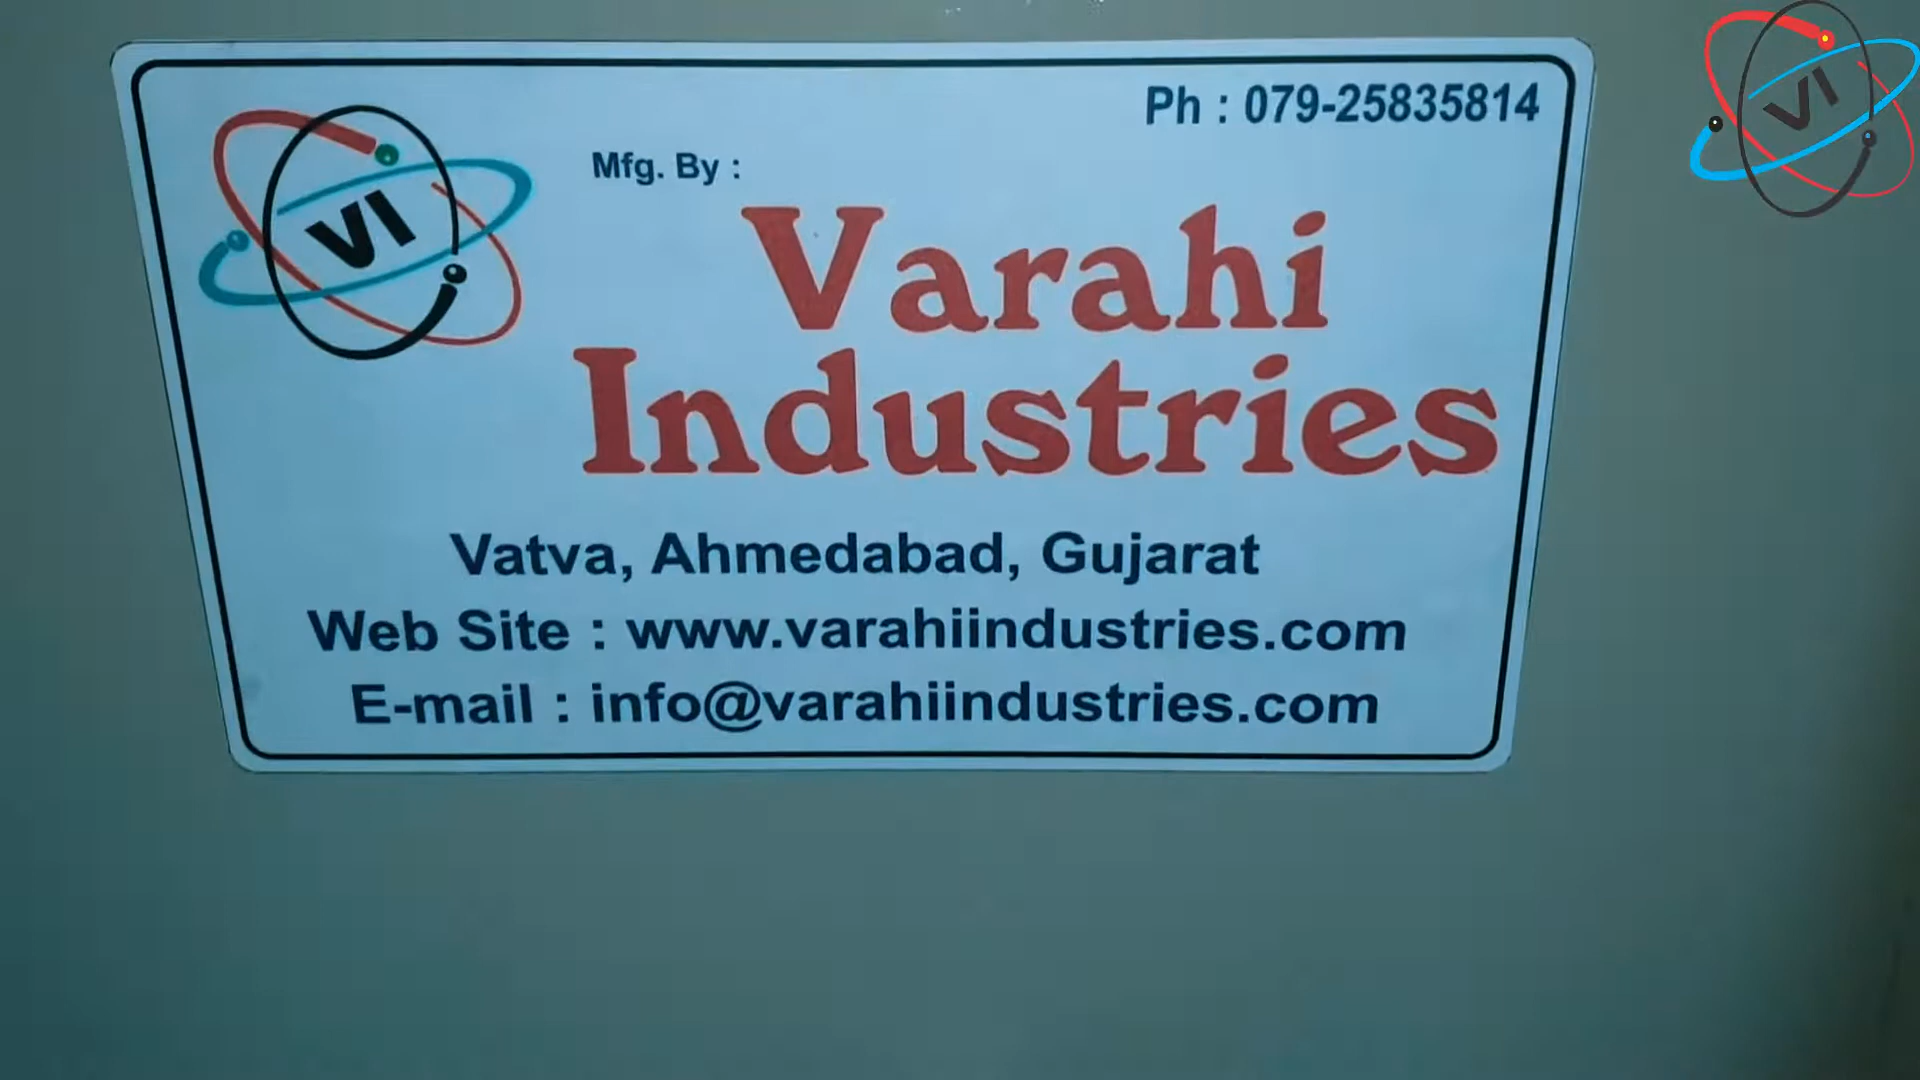 Ph : 079-25835814
VI
VI
Mfg. By :
Varahi
Industries
Vatva, Ahmedabad, Gujarat
Web Site : www.varahiindustries.com
E-mail : info@varahiindustries.com